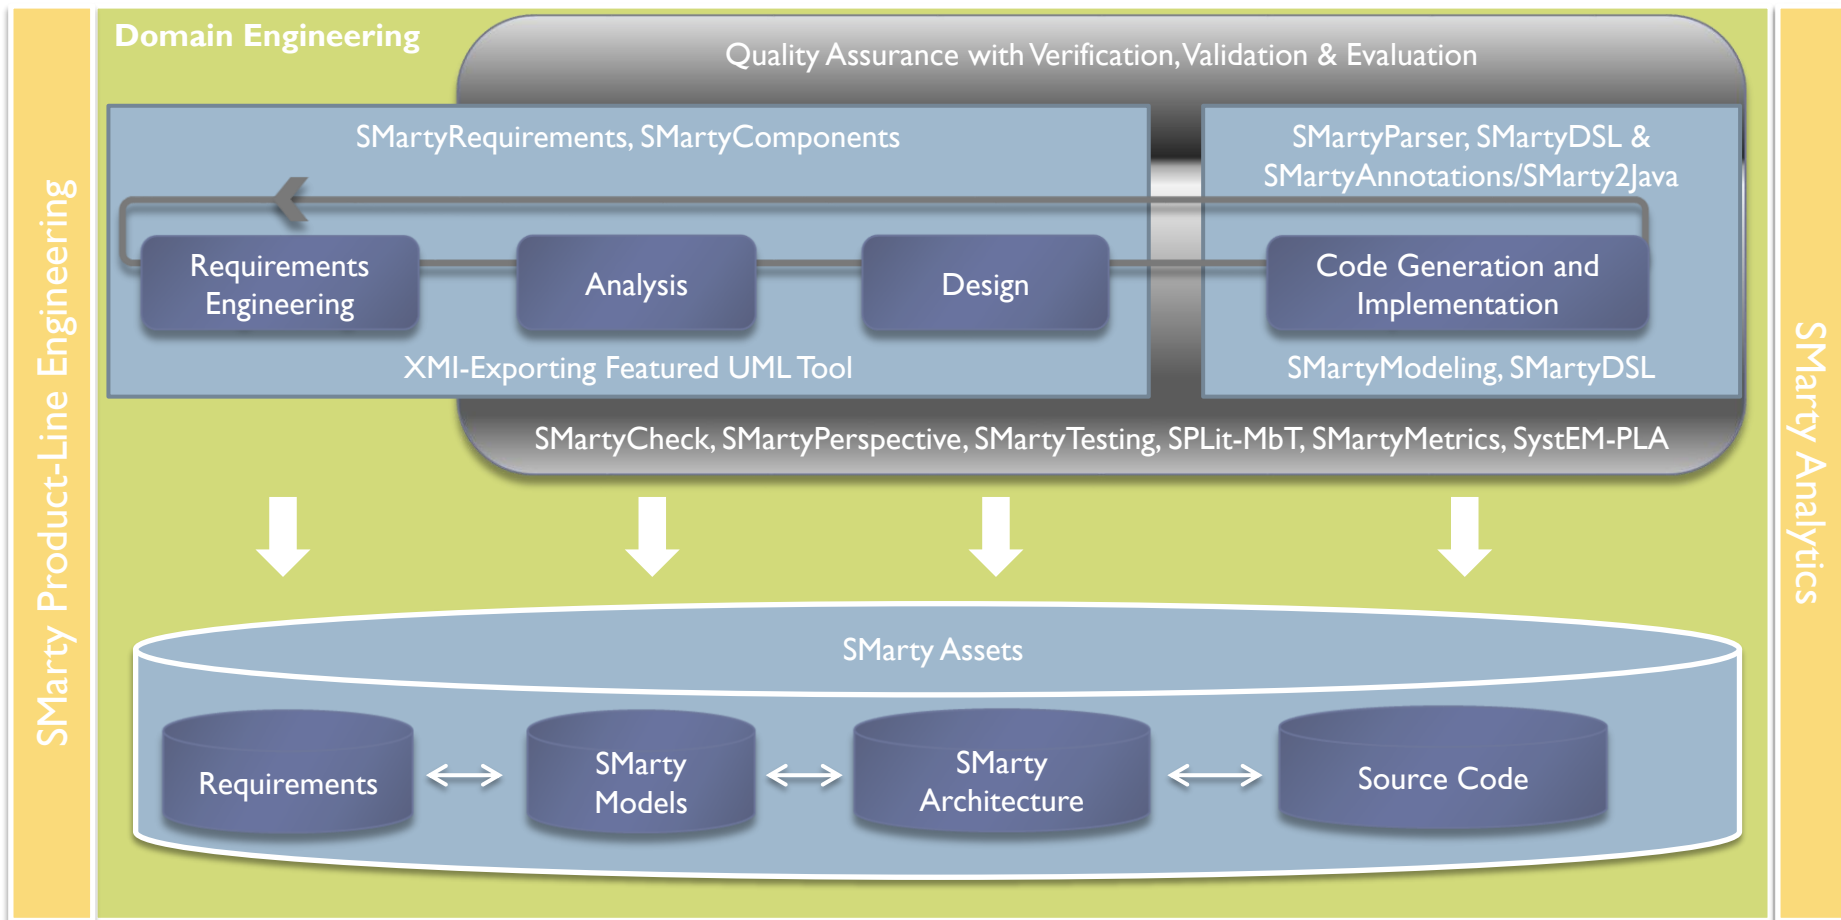 SMarty Product-Line Engineering
Domain Engineering
Quality Assurance with Verification, Validation & Evaluation
SMartyRequirements, SMartyComponents
SMartyParser, SMartyDSL &
SMartyAnnotations/SMarty2Java
Requirements
Engineering
Analysis
Design
Code Generation and
Implementation
XMI-Exporting Featured UML Tool
SMartyModeling, SMartyDSL
SMartyCheck, SMartyPerspective, SMartyTesting, SPLit-MbT, SMartyMetrics, SystEM-PLA
SMarty Assets
Requirements
SMarty
Models
SMarty
Architecture
Source Code
SMarty Analytics